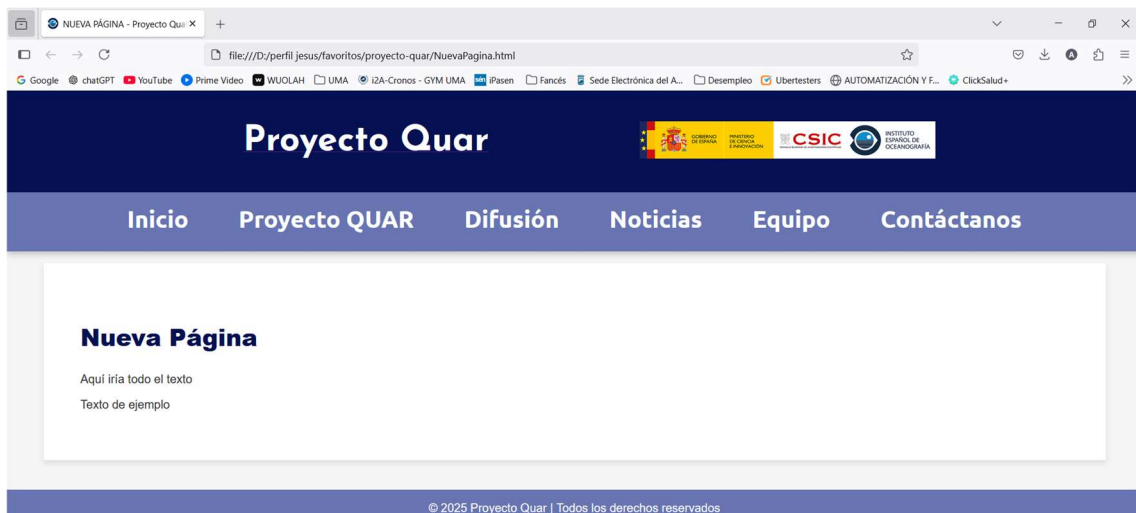 NUEVA PÁGINA - Proyecto Qua
file:///D:/perfil jesus/favoritos/proyecto-quar/NuevaPagina.html
Google chatGPT YouTube Prime Video WUOLAH UMA i2A-Cronos - GYM UMA iPasen Fancés Sede Electrónica del A... Desempleo Ubertesters AUTOMATIZACIÓN Y F... ClickSalud+
Proyecto Quar
GOBIERNO DE ESPAÑA MINISTERIO DE CIENCIA E INNOVACIÓN CSIC INSTITUTO ESPAÑOL DE OCEANOGRAFÍA
Inicio Proyecto QUAR Difusión Noticias Equipo Contáctanos
Nueva Página
Aquí iría todo el texto
Texto de ejemplo
© 2025 Proyecto Quar | Todos los derechos reservados